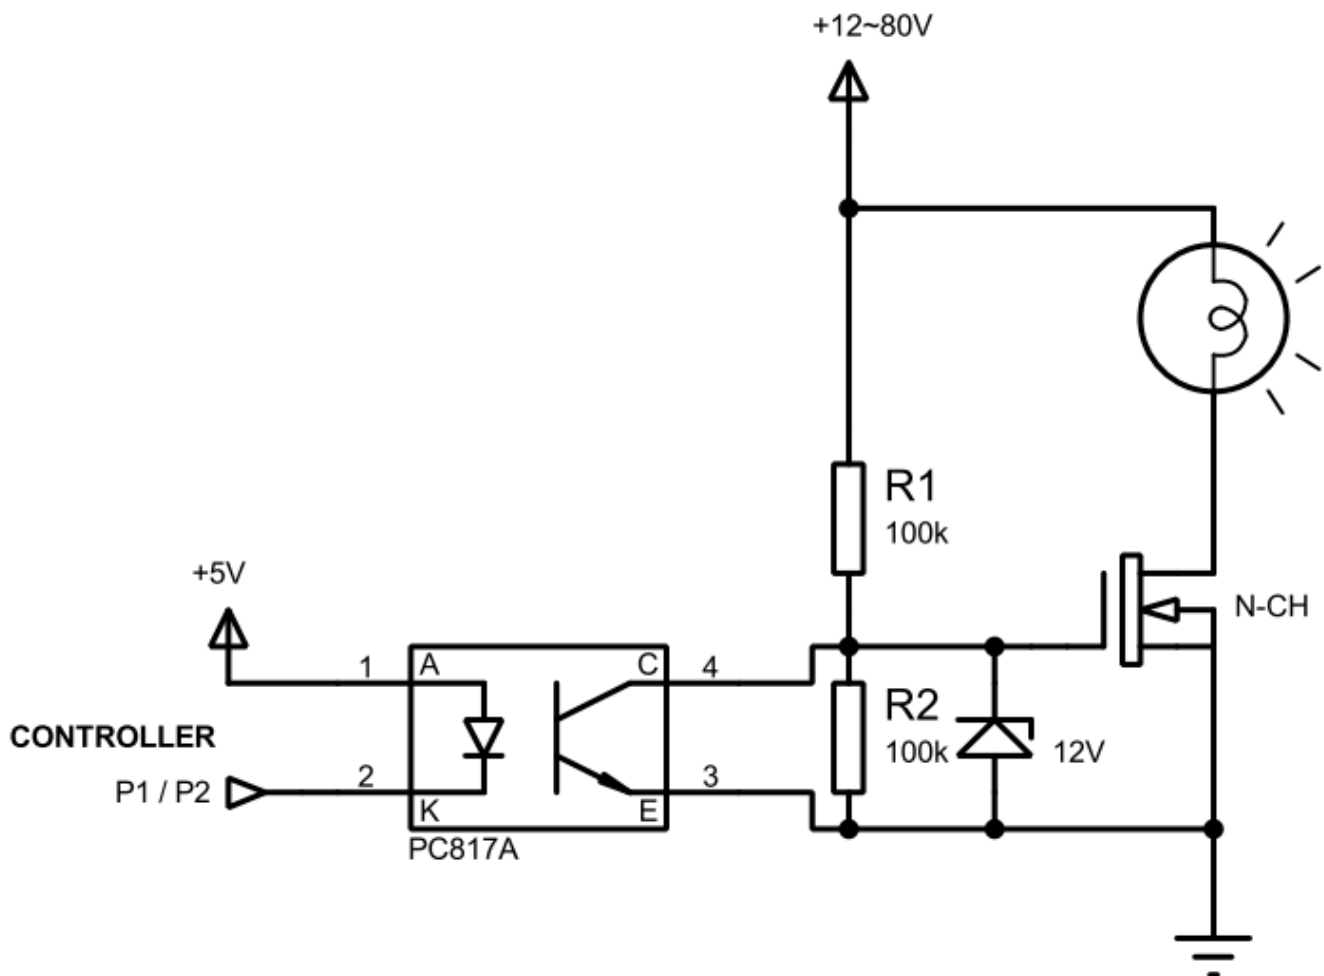 +12~80V
R1
100k
+5V
N-CH
1
A
C
4
R2
100k
12V
CONTROLLER
P1 / P2
2
K
E
3
PC817A